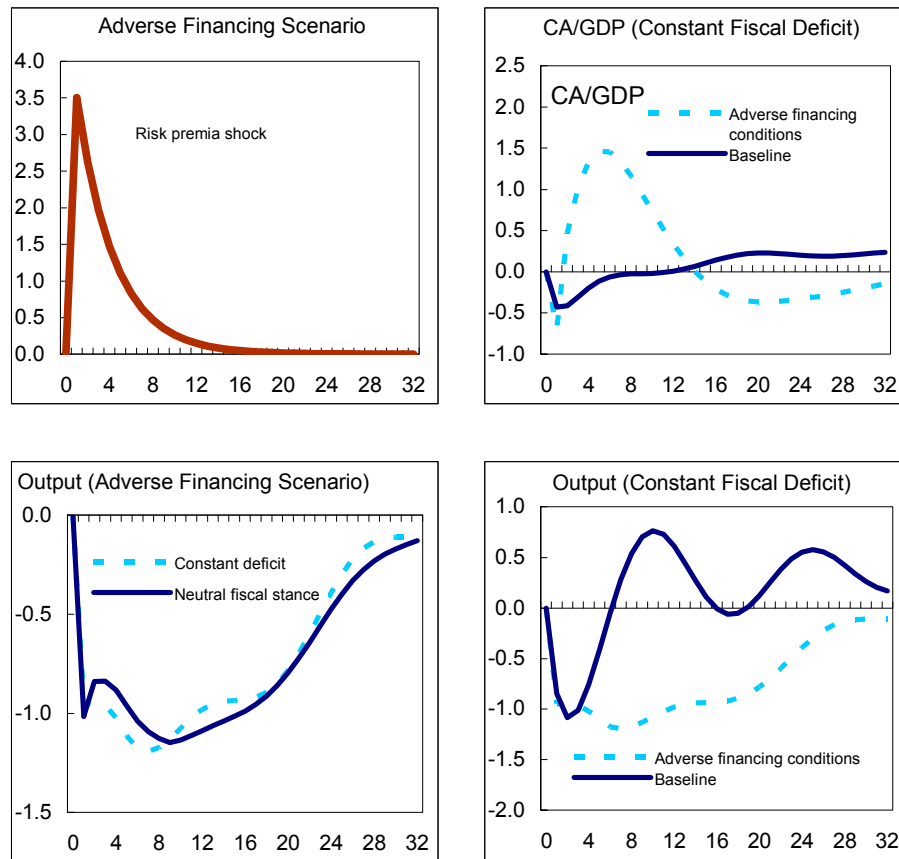 Adverse Financing Scenario
4.0
3.5
3.0
2.5
2.0
1.5
1.0
0.5
0.0
Risk premia shock
0 4 8 12 16 20 24 28 32
CA/GDP (Constant Fiscal Deficit)
2.5
2.0
1.5
1.0
0.5
0.0
-0.5
-1.0
CA/GDP
Adverse financing
conditions
Baseline
0 4 8 12 16 20 24 28 32
Output (Adverse Financing Scenario)
0.0
-0.5
-1.0
-1.5
Constant deficit
Neutral fiscal stance
0 4 8 12 16 20 24 28 32
Output (Constant Fiscal Deficit)
1.0
0.5
0.0
-0.5
-1.0
-1.5
-2.0
Adverse financing conditions
Baseline
0 4 8 12 16 20 24 28 32